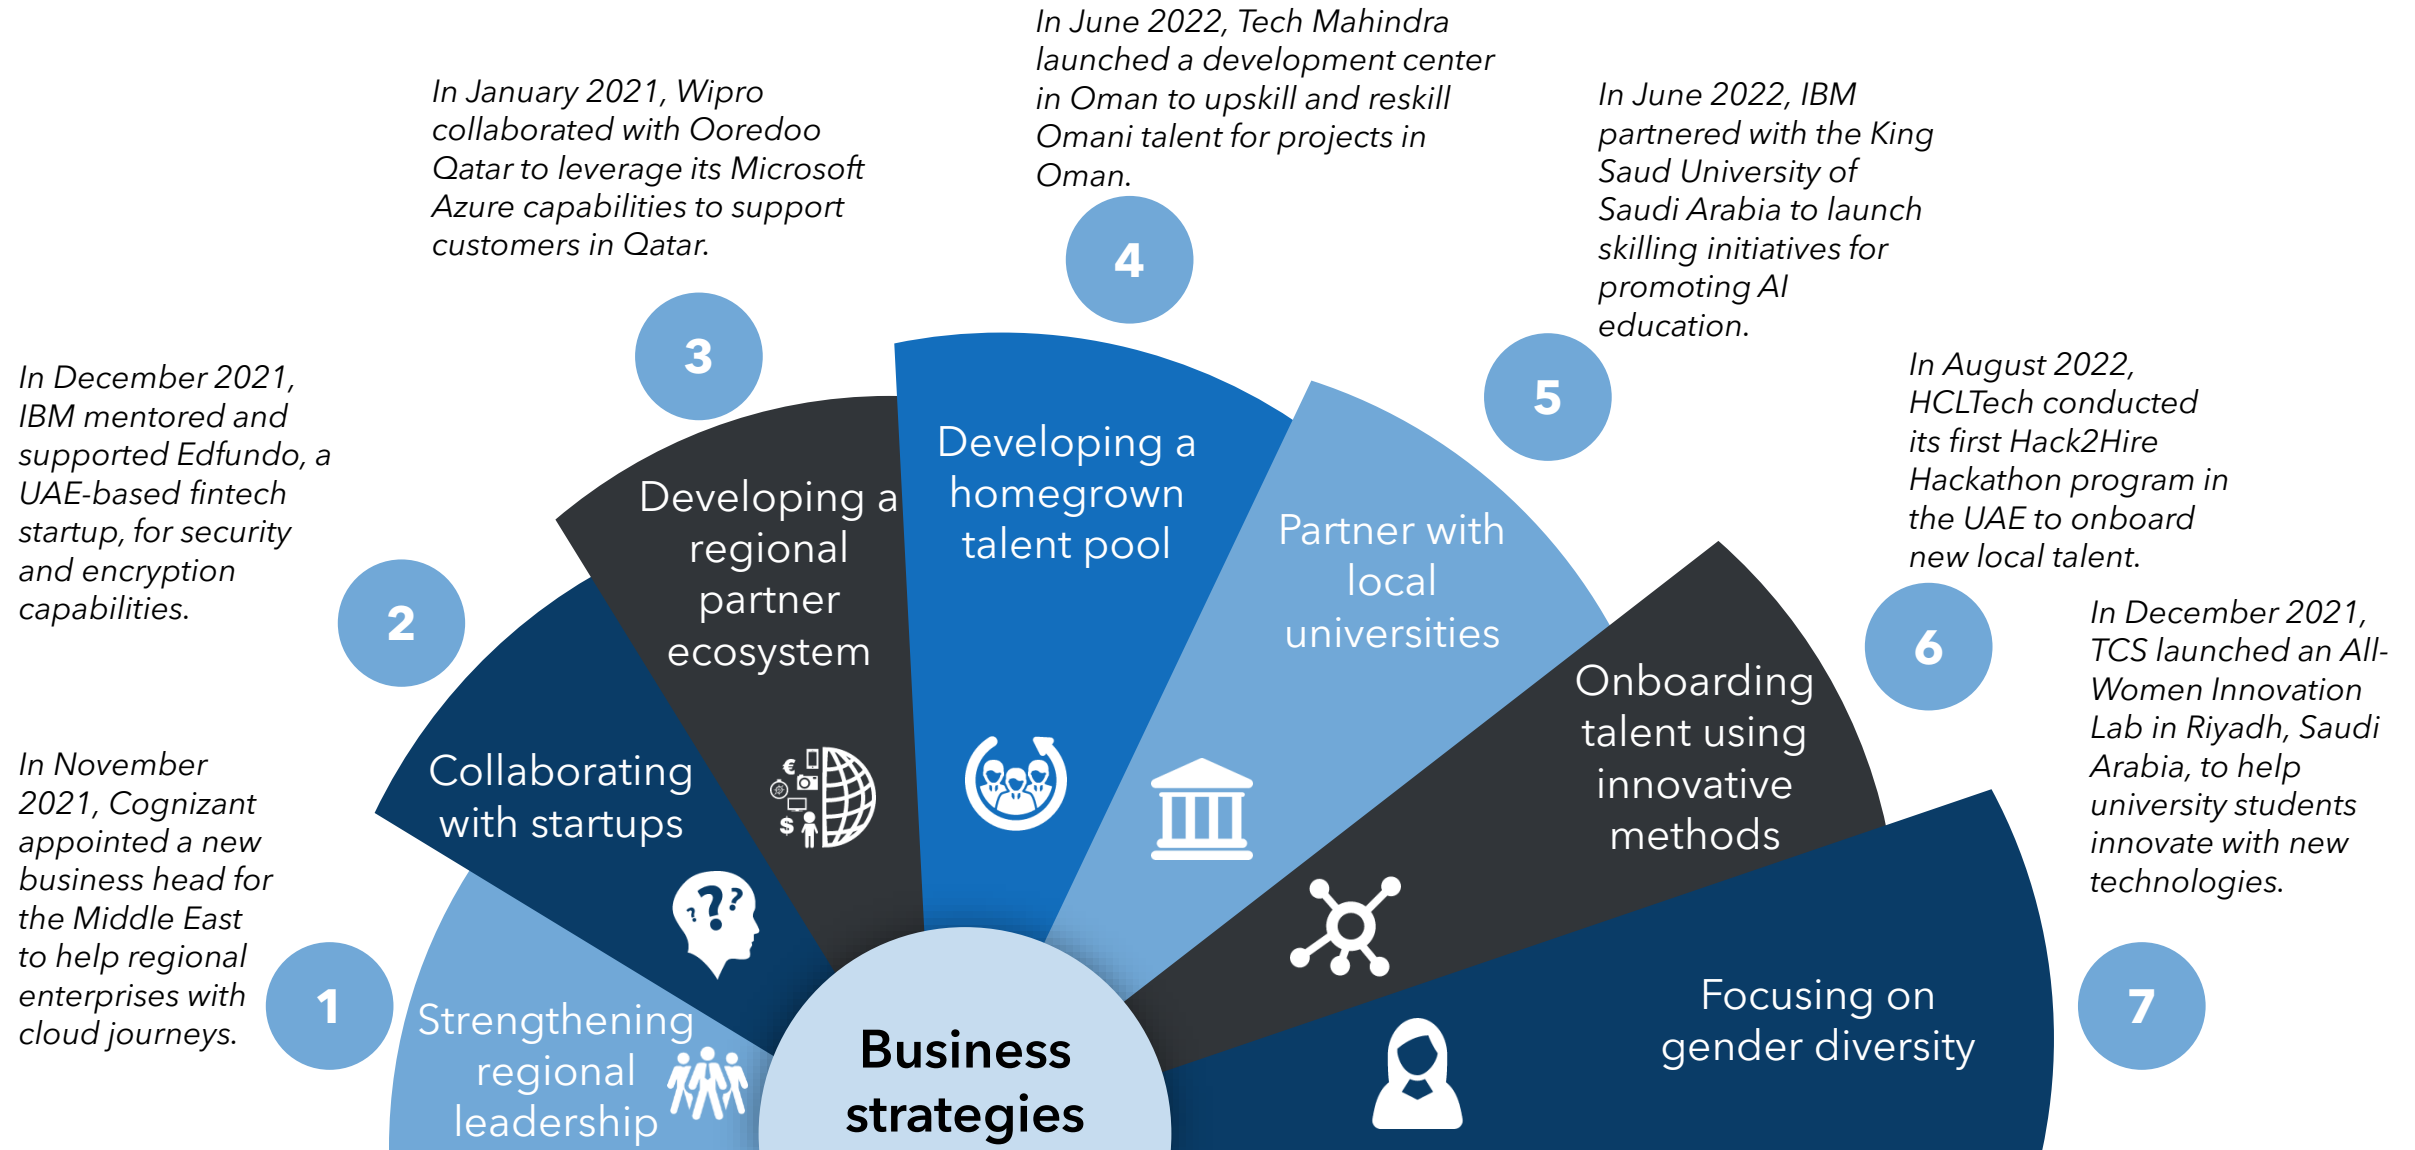 In November
2021, Cognizant
appointed a new
business head for
the Middle East
to help regional
enterprises with
cloud journeys.
1
Strengthening
regional
leadership
In December 2021,
IBM mentored and
supported Edfundo, a
UAE-based fintech
startup, for security
and encryption
capabilities.
2
Collaborating
with startups
In January 2021, Wipro
collaborated with Ooredoo
Qatar to leverage its Microsoft
Azure capabilities to support
customers in Qatar.
3
Developing a
regional
partner
ecosystem
€
$
In June 2022, Tech Mahindra
launched a development center
in Oman to upskill and reskill
Omani talent for projects in
Oman.
4
Developing a
homegrown
talent pool
In June 2022, IBM
partnered with the King
Saud University of
Saudi Arabia to launch
skilling initiatives for
promoting AI
education.
5
Partner with
local
universities
In August 2022,
HCLTech conducted
its first Hack2Hire
Hackathon program in
the UAE to onboard
new local talent.
6
Onboarding
talent using
innovative
methods
In December 2021,
TCS launched an All-
Women Innovation
Lab in Riyadh, Saudi
Arabia, to help
university students
innovate with new
technologies.
7
Focusing on
gender diversity
???
Business
strategies